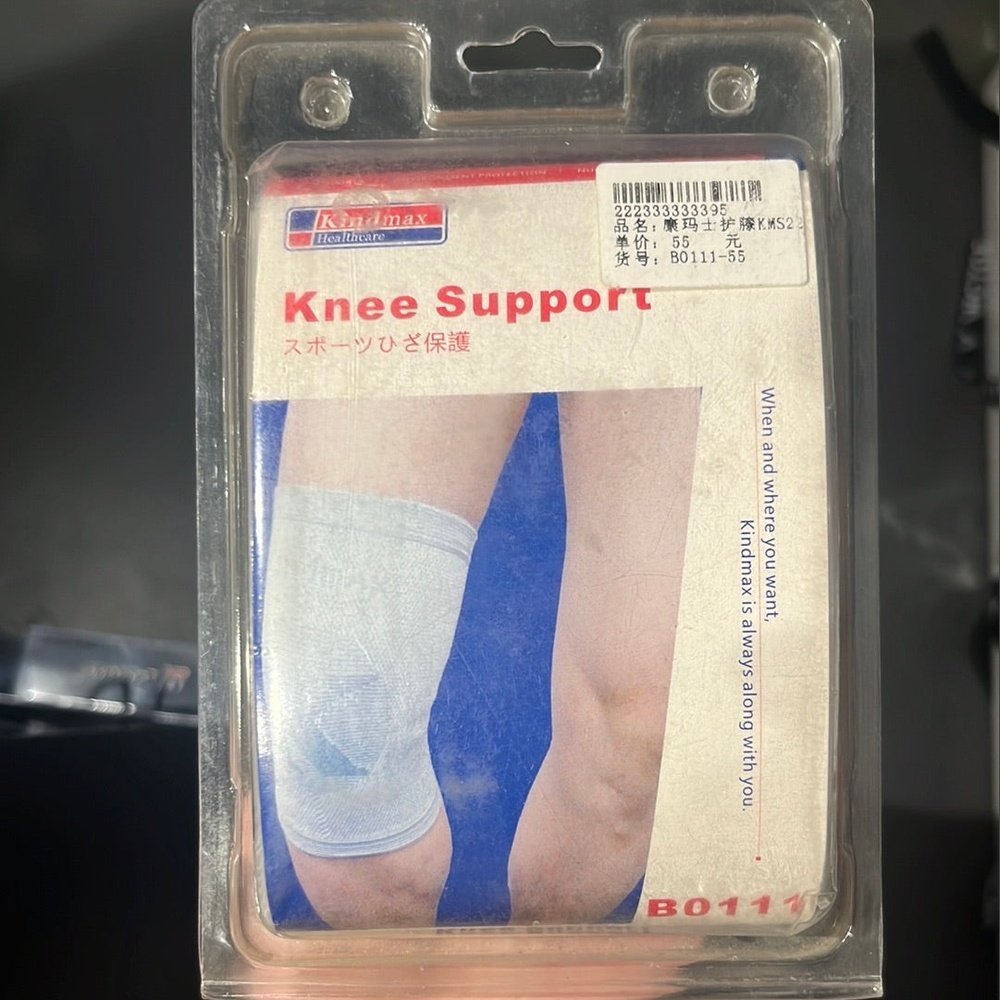 PROTECTION
Kindmax
Healthcare
222333333395
品名：康玛士护膝KMS22
单价： 55 元
货号：B0111-55
Knee Support
スポーツひざ保護
When and where you want,
Kindmax is always along with you.
B0111